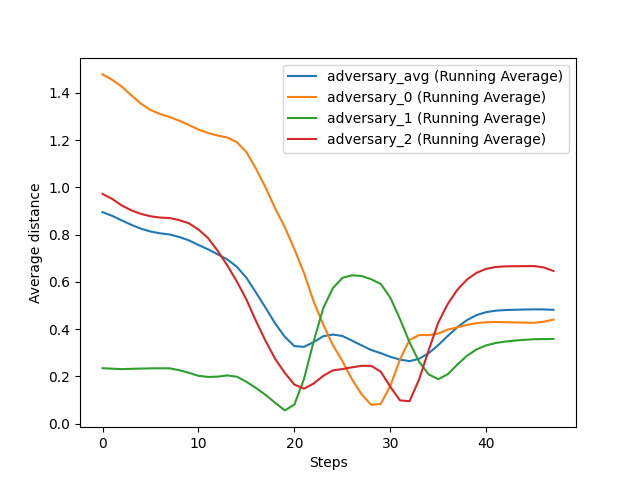 adversary_avg (Running Average)
adversary_0 (Running Average)
adversary_1 (Running Average)
adversary_2 (Running Average)
Average distance
1.4
1.2
1.0
0.8
0.6
0.4
0.2
0.0
0 10 20 30 40
Steps